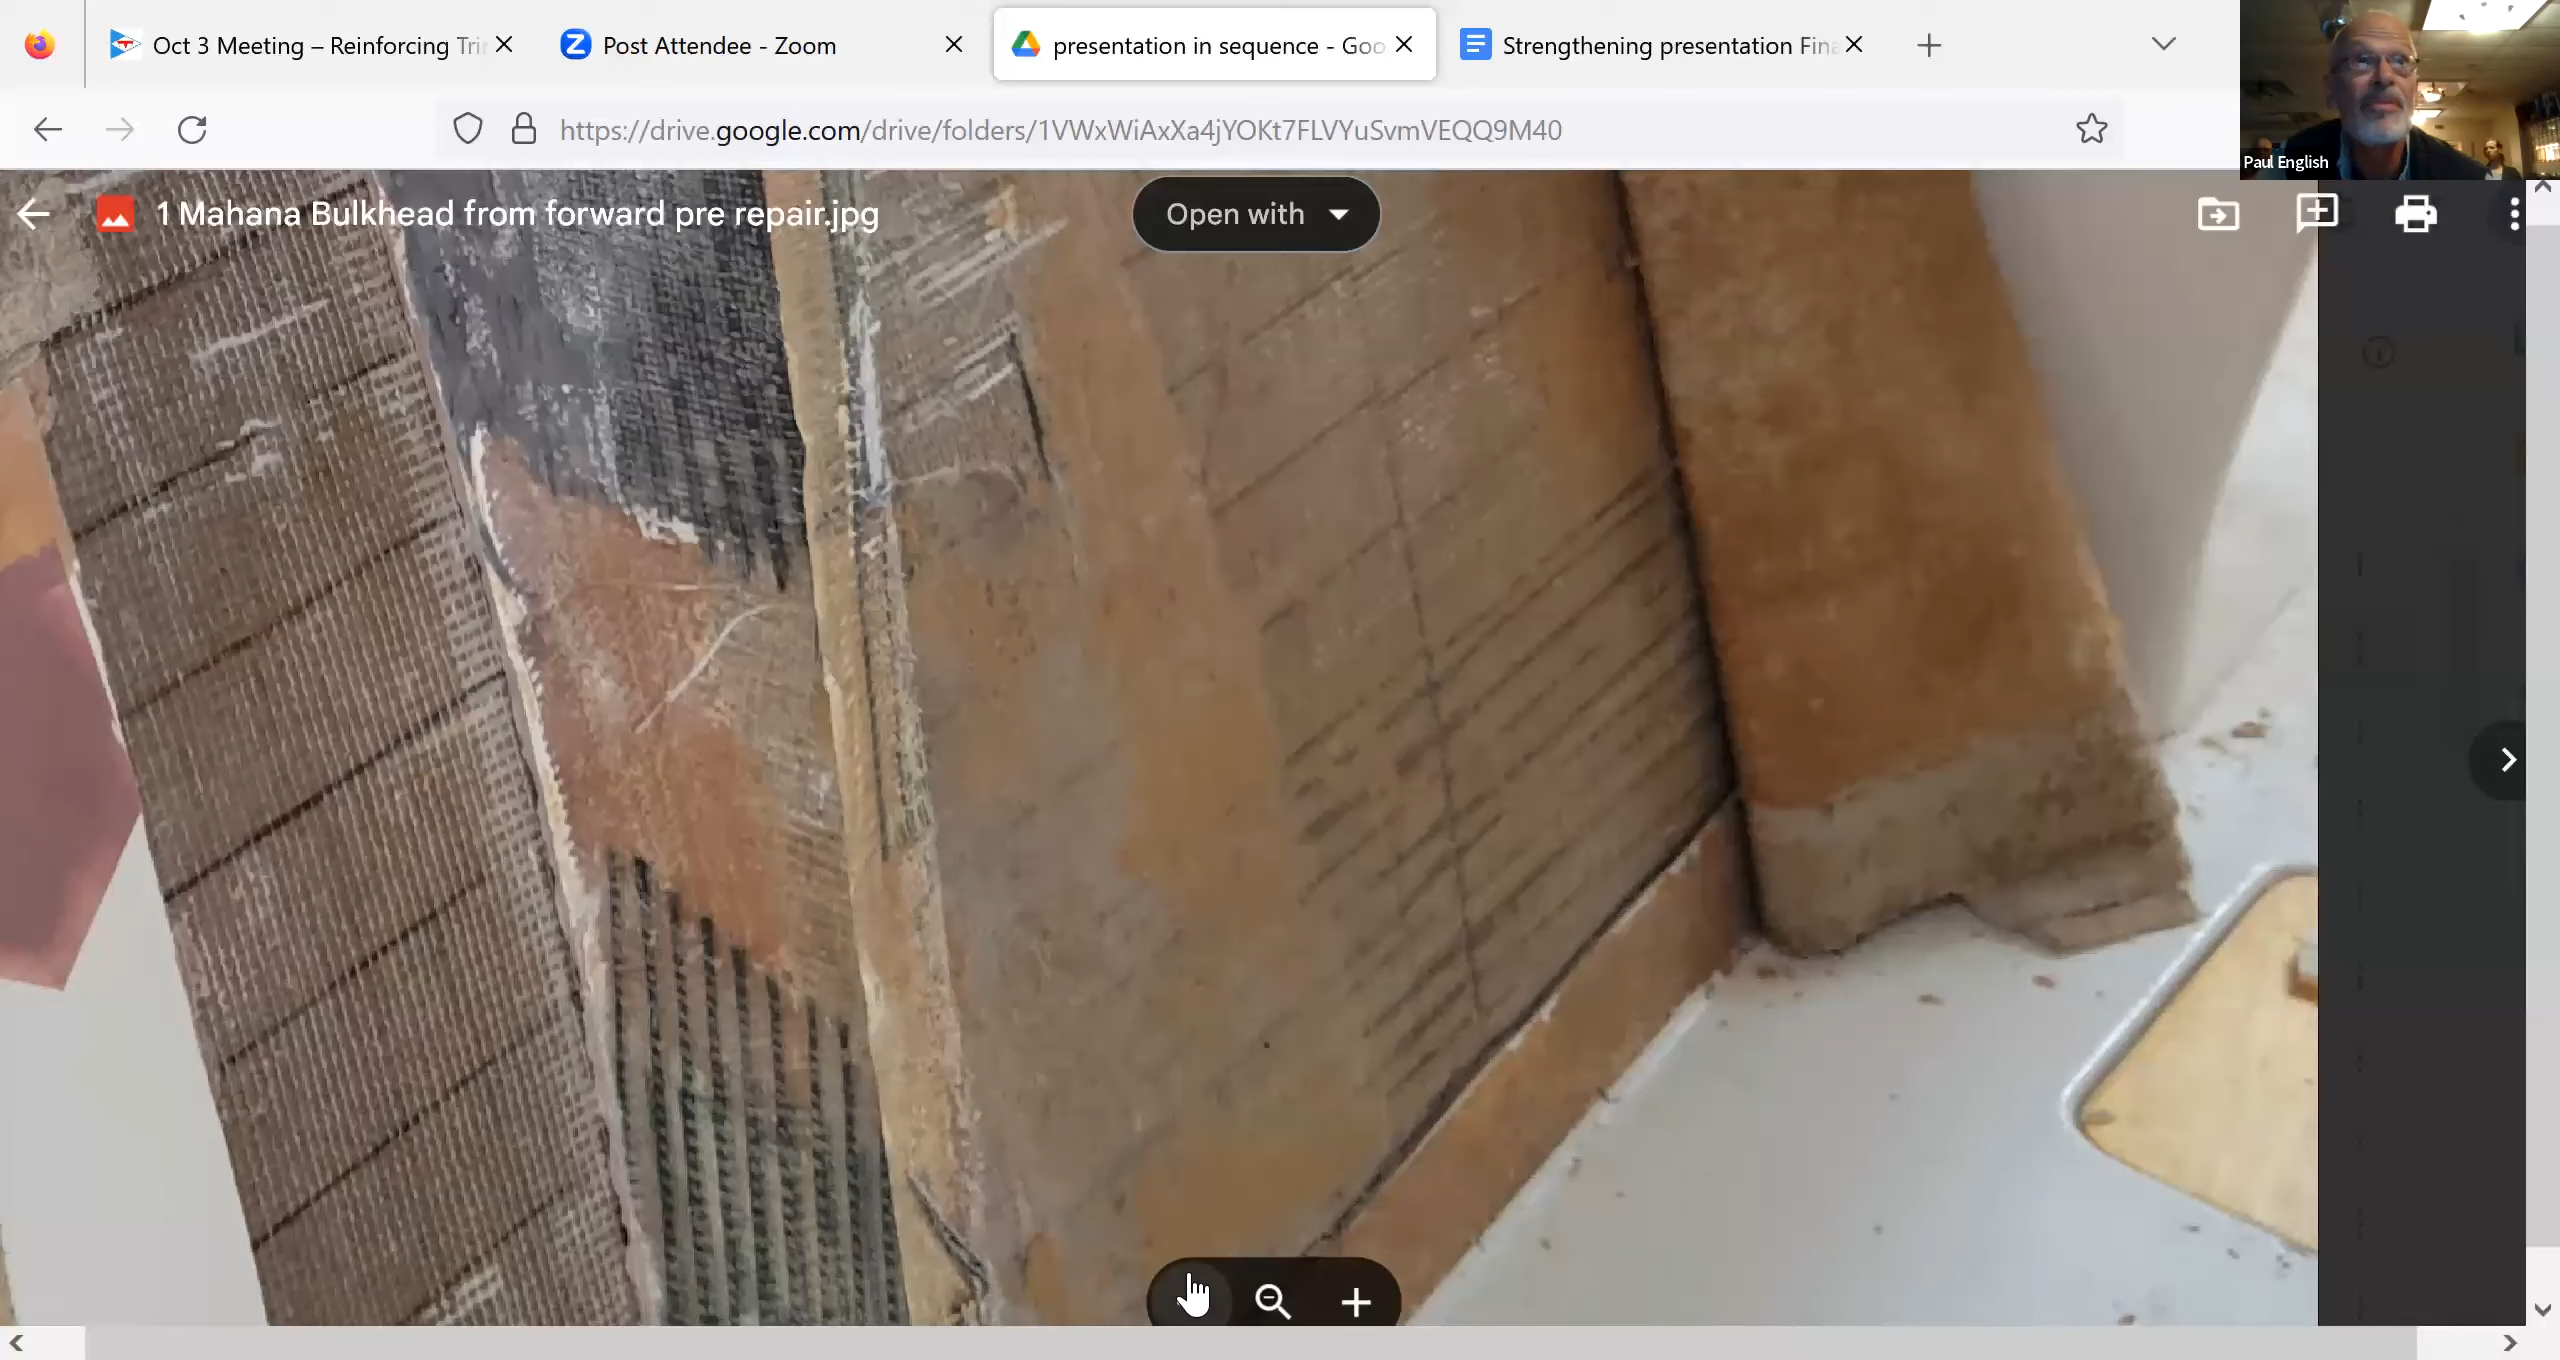 Oct 3 Meeting – Reinforcing Tri
Post Attendee - Zoom
presentation in sequence - Goo
Strengthening presentation Fin
https://drive.google.com/drive/folders/1VWxWiAxXa4jYOKt7FLVYuSvmVEQQ9M40
Paul English
1 Mahana Bulkhead from forward pre repair.jpg
Open with